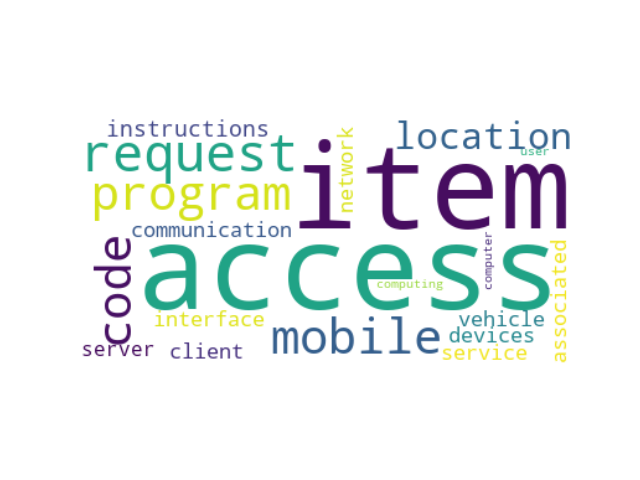 instructions
request
program
network
location
user
item
communication
code
access
computing
computer
associated
interface
mobile
vehicle
devices
service
server
client